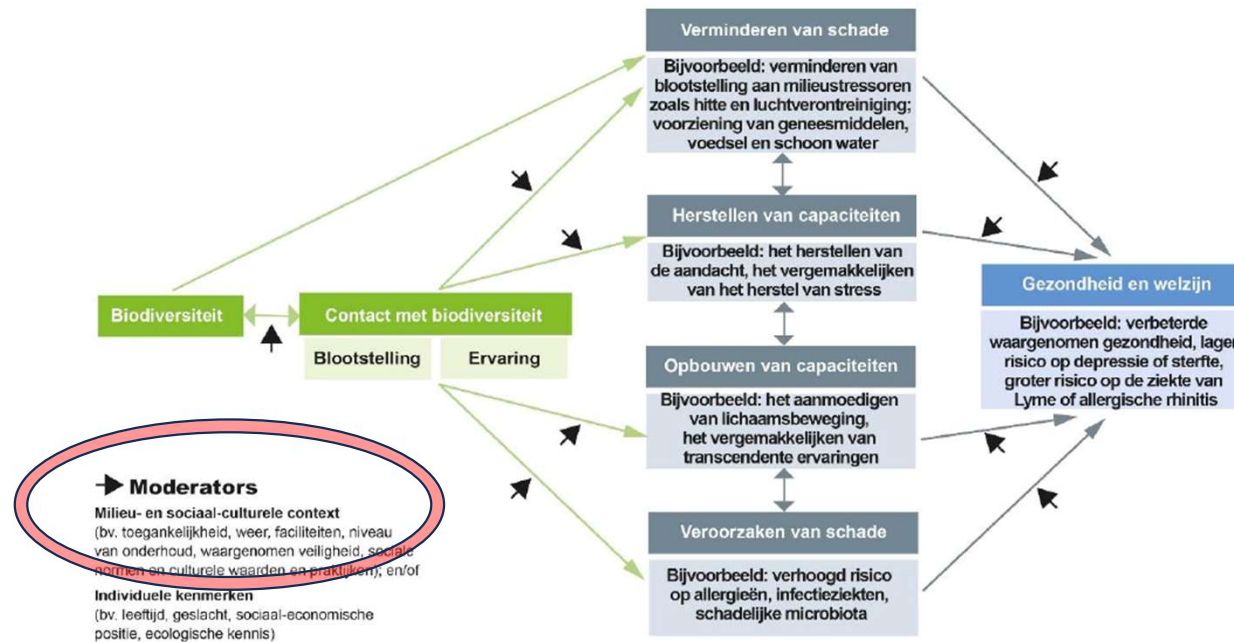 Verminderen van schade
Bijvoorbeeld: verminderen van
blootstelling aan milieustressoren
zoals hitte en luchtverontreiniging;
voorziening van geneesmiddelen,
voedsel en schoon water
Herstellen van capaciteiten
Bijvoorbeeld: het herstellen van
de aandacht, het vergemakkelijken
van het herstel van stress
Biodiversiteit
Contact met biodiversiteit
Blootstelling
Ervaring
Gezondheid en welzijn
Bijvoorbeeld: verbeterde
waargenomen gezondheid, lager
risico op depressie of sterfte,
groter risico op de ziekte van
Lyme of allergische rhinitis
Opbouwen van capaciteiten
Bijvoorbeeld: het aanmoedigen
van lichaamsbeweging,
het vergemakkelijken van
transcendente ervaringen
Veroorzaken van schade
Bijvoorbeeld: verhoogd risico
op allergieën, infectieziekten,
schadelijke microbiota
Moderators
Milieu- en sociaal-culturele context
(bv. toegankelijkheid, weer, faciliteiten, niveau
van onderhoud, waargenomen veiligheid, sociale
normen en culturele waarden en praktijken); en/of
Individuele kenmerken
(bv. leeftijd, geslacht, sociaal-economische
positie, ecologische kennis)